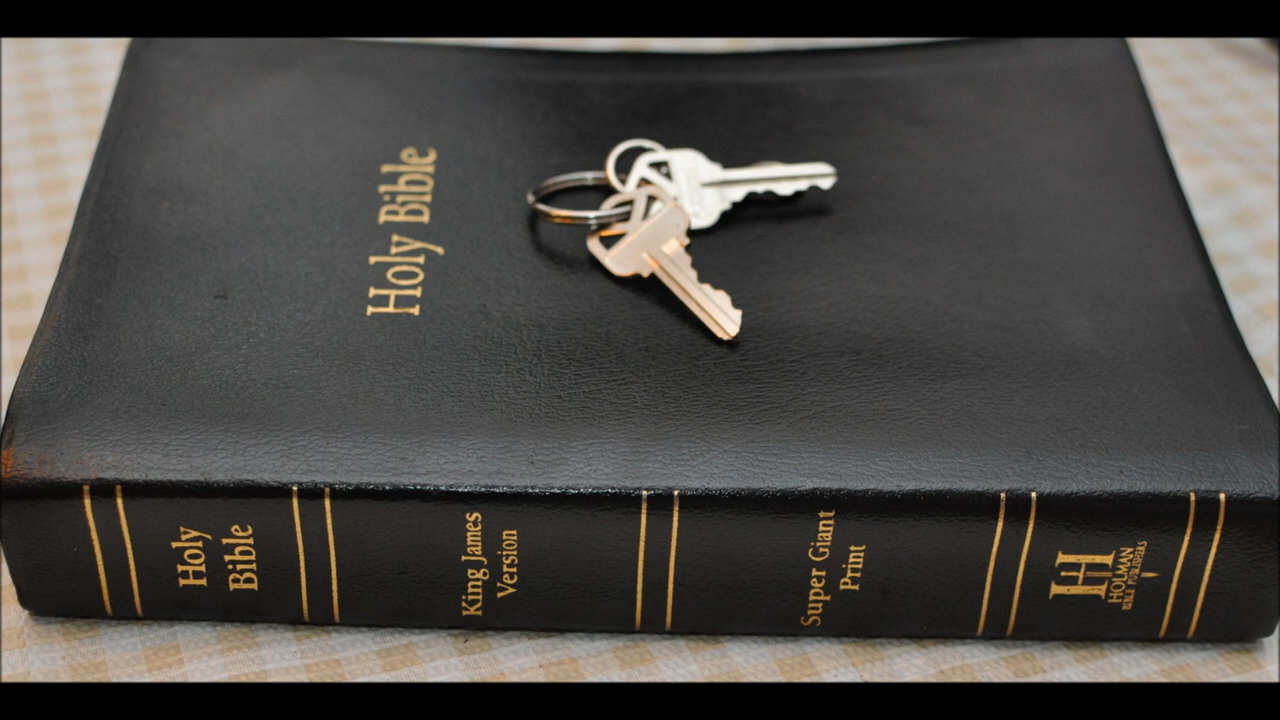 Holy Bible
Holy
Bible
King James
Version
Super Giant
Print
H
HOLMAN
BIBLE PUBLISHERS